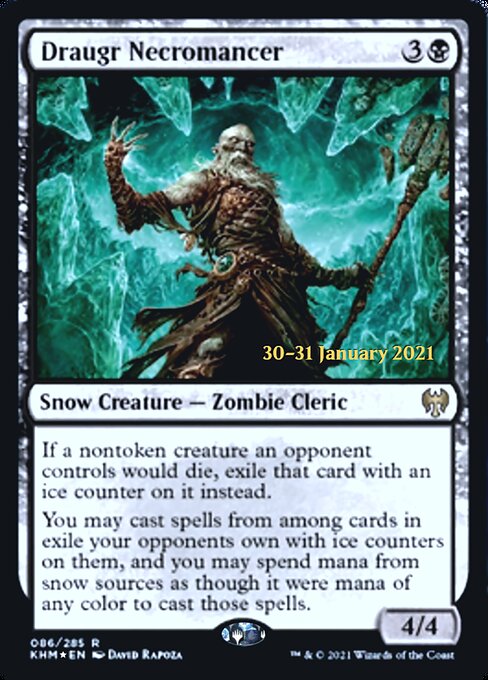 Draugr Necromancer 3
30-31 January 2021
Snow Creature — Zombie Cleric
If a nontoken creature an opponent
controls would die, exile that card with an
ice counter on it instead.
You may cast spells from among cards in
exile your opponents own with ice counters
on them, and you may spend mana from
snow sources as though it were mana of
any color to cast those spells.
4/4
086/285 R
KHM★EN David Rapoza
™ & © 2021 Wizards of the Coast